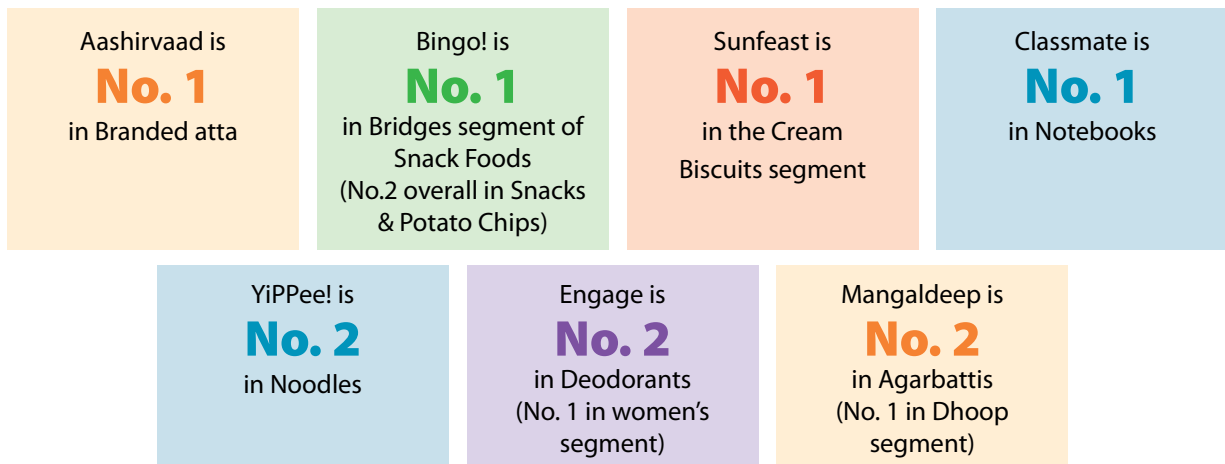 Aashirvaad is
No. 1
in Branded atta
Bingo! is
No. 1
in Bridges segment of
Snack Foods
(No.2 overall in Snacks
& Potato Chips)
Sunfeast is
No. 1
in the Cream
Biscuits segment
Classmate is
No. 1
in Notebooks
YiPPee! is
No. 2
in Noodles
Engage is
No. 2
in Deodorants
(No. 1 in women’s
segment)
Mangaldeep is
No. 2
in Agarbattis
(No. 1 in Dhoop
segment)